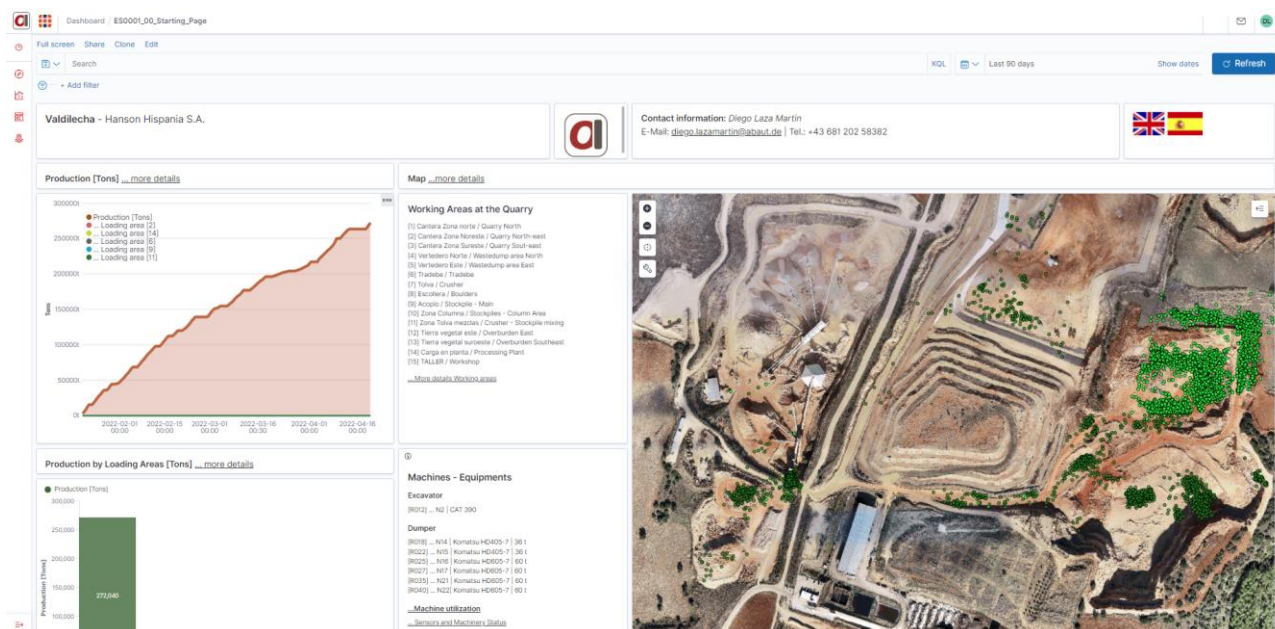 Dashboard / ES0001_00_Starting_Page
DL
Full screen Share Clone Edit
Search
KQL
Last 90 days
Show dates
Refresh
+ Add filter
Valdilecha - Hanson Hispania S.A.
Contact information: Diego Laza Martin
E-Mail: diego.lazamartin@abaut.de | Tel.: +43 681 202 58382
Production [Tons] ... more details
Map ...more details
300000t
250000t
200000t
150000t
100000t
50000t
0t
Tons
Production [Tons]
... Loading area [2]
... Loading area [14]
... Loading area [6]
... Loading area [9]
... Loading area [11]
2022-02-01 00:00
2022-02-15 00:00
2022-03-01 00:00
2022-03-16 00:30
2022-04-01 00:00
2022-04-16 00:00
Working Areas at the Quarry
[1] Cantera Zona norte / Quarry North
[2] Cantera Zona Noreste / Quarry North-east
[3] Cantera Zona Sureste / Quarry Sout-east
[4] Vertedero Norte / Wastedump area North
[5] Vertedero Este / Wastedump area East
[6] Tradebe / Tradebe
[7] Tolva / Crusher
[8] Escollera / Boulders
[9] Acopio / Stockpile - Main
[10] Zona Columna / Stockpiles - Column Area
[11] Zona Tolva mezclas / Crusher - Stockpile mixing
[12] Tierra vegetal este / Overburden East
[13] Tierra vegetal suroeste / Overburden Southeast
[14] Carga en planta / Processing Plant
[15] TALLER / Workshop
... More details Working areas
Production by Loading Areas [Tons] ... more details
Production [Tons]
300,000
250,000
200,000
150,000
100,000
Production [Tons]
272,040
Machines - Equipments
Excavator
[R012] ... N2 | CAT 390
Dumper
[R018] ... N14 | Komatsu HD405-7 | 36 t
[R022] ... N15 | Komatsu HD405-7 | 36 t
[R025] ... N16 | Komatsu HD605-7 | 60 t
[R027] ... N17 | Komatsu HD605-7 | 60 t
[R035] ... N21 | Komatsu HD605-7 | 60 t
[R040] ... N22| Komatsu HD605-7 | 60 t
...Machine utilization
... Sensors and Machinery Status